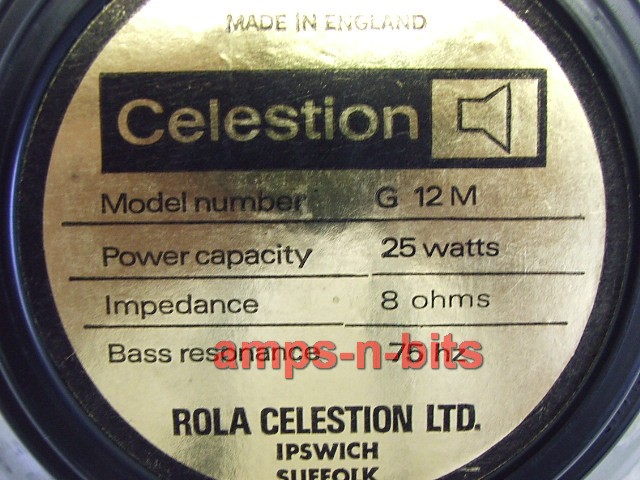 MADE IN ENGLAND
Celestion
Model number G 12 M
Power capacity 25 watts
Impedance 8 ohms
Bass resonance 75 hz
amps-n-bits
ROLA CELESTION LTD.
IPSWICH
SUFFOLK